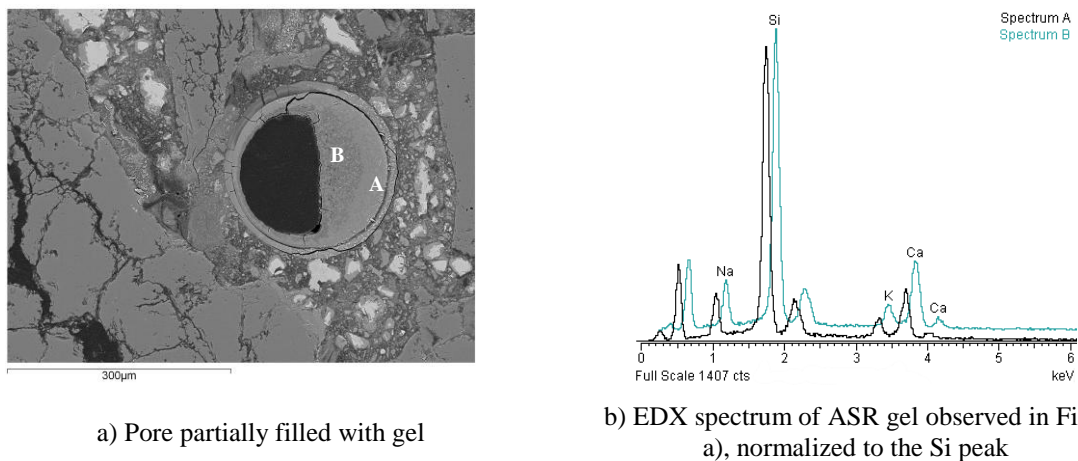 B
A
300µm
a) Pore partially filled with gel
Si
Spectrum A
Spectrum B
Na
K
Ca
Ca
0 1 2 3 4 5 6
Full Scale 1407 cts
keV
b) EDX spectrum of ASR gel observed in Fi
a), normalized to the Si peak